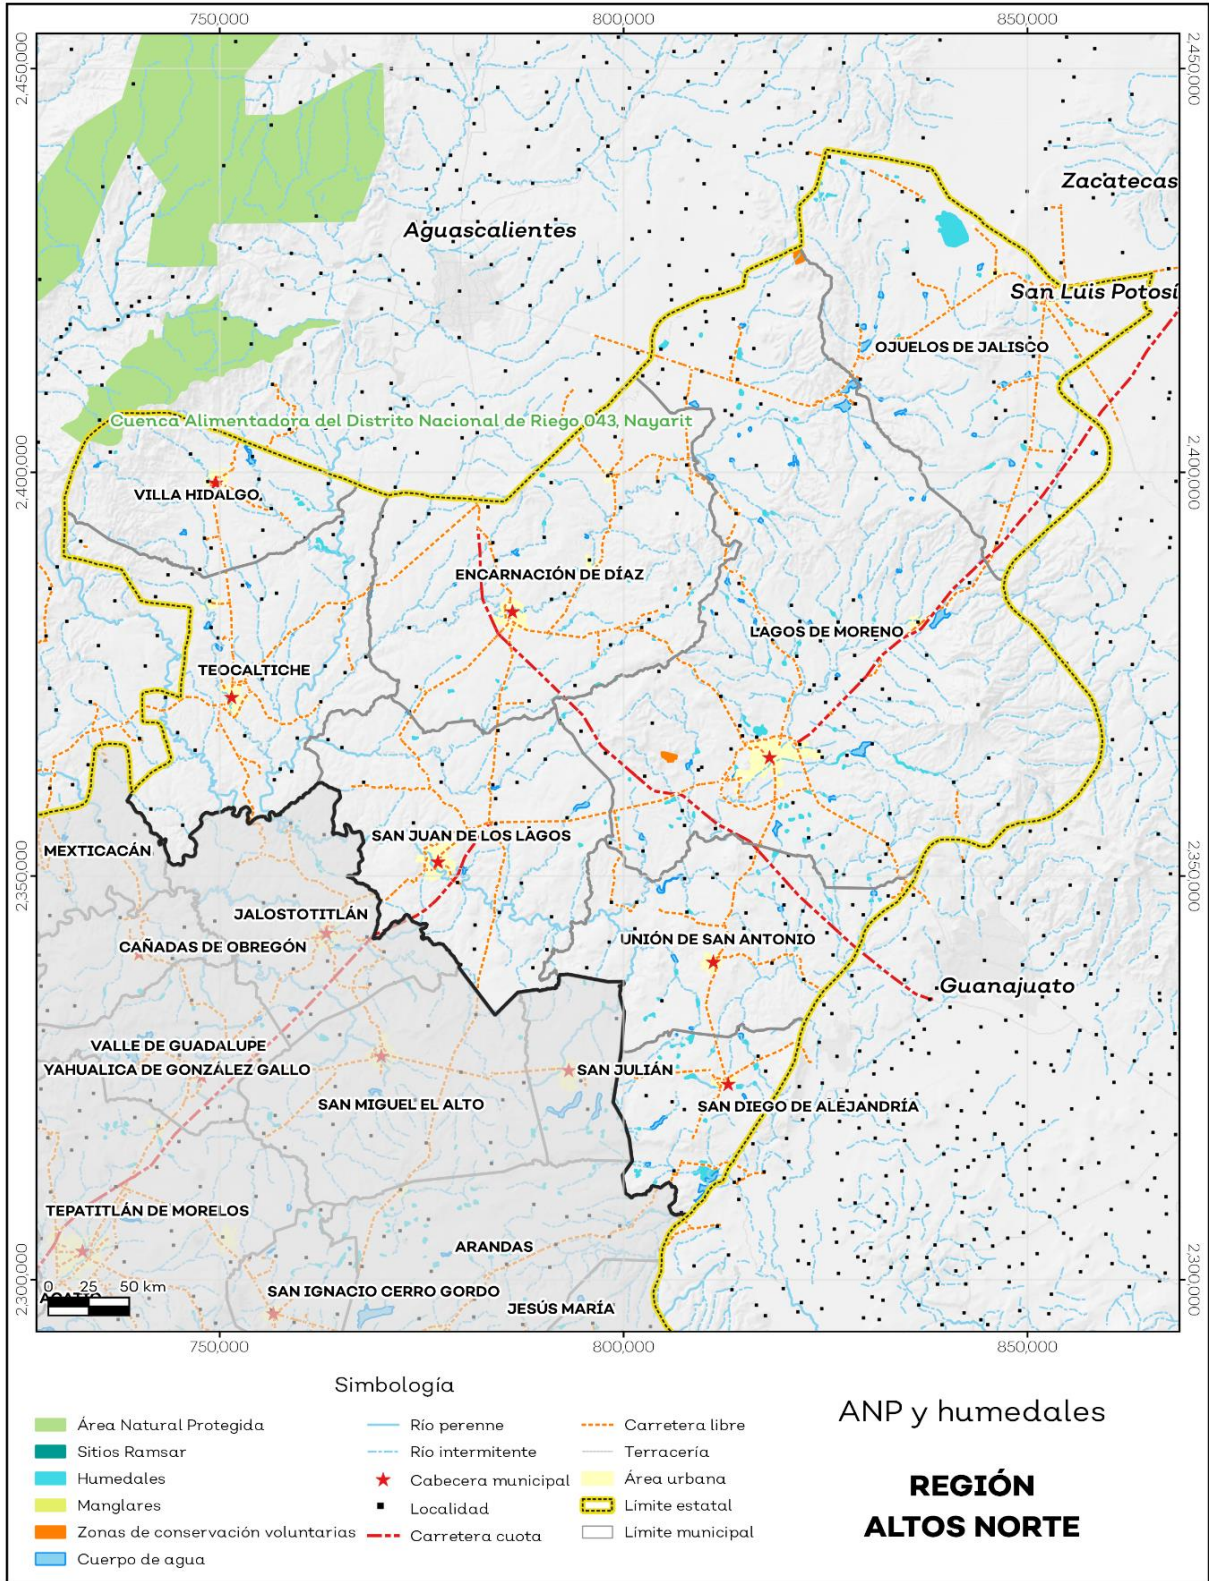 750,000
800,000
850,000
2,450,000
2,450,000
Zacatecas
Aguascalientes
San Luis Potosí
OJUELOS DE JALISCO
Cuenca Alimentadora del Distrito Nacional de Riego 043, Nayarit
2,400,000
2,400,000
VILLA HIDALGO
ENCARNACIÓN DE DÍAZ
LAGOS DE MORENO
TEOCALTICHE
SAN JUAN DE LOS LAGOS
MEXTICACÁN
2,350,000
2,350,000
JALOSTOTITLÁN
CAÑADAS DE OBREGÓN
UNIÓN DE SAN ANTONIO
Guanajuato
VALLE DE GUADALUPE
YAHUALICA DE GONZÁLEZ GALLO
SAN JULIÁN
SAN MIGUEL EL ALTO
SAN DIEGO DE ALEJANDRÍA
TEPATITLÁN DE MORELOS
ARANDAS
2,300,000
2,300,000
0 25 50 km
SAN IGNACIO CERRO GORDO
JESÚS MARÍA
750,000
800,000
850,000
Simbología
Área Natural Protegida
Sitios Ramsar
Humedales
Manglares
Zonas de conservación voluntarias
Cuerpo de agua
Río perenne
Río intermitente
Cabecera municipal
Localidad
Carretera cuota
Carretera libre
Terracería
Área urbana
Límite estatal
Límite municipal
ANP y humedales
REGIÓN
ALTOS NORTE